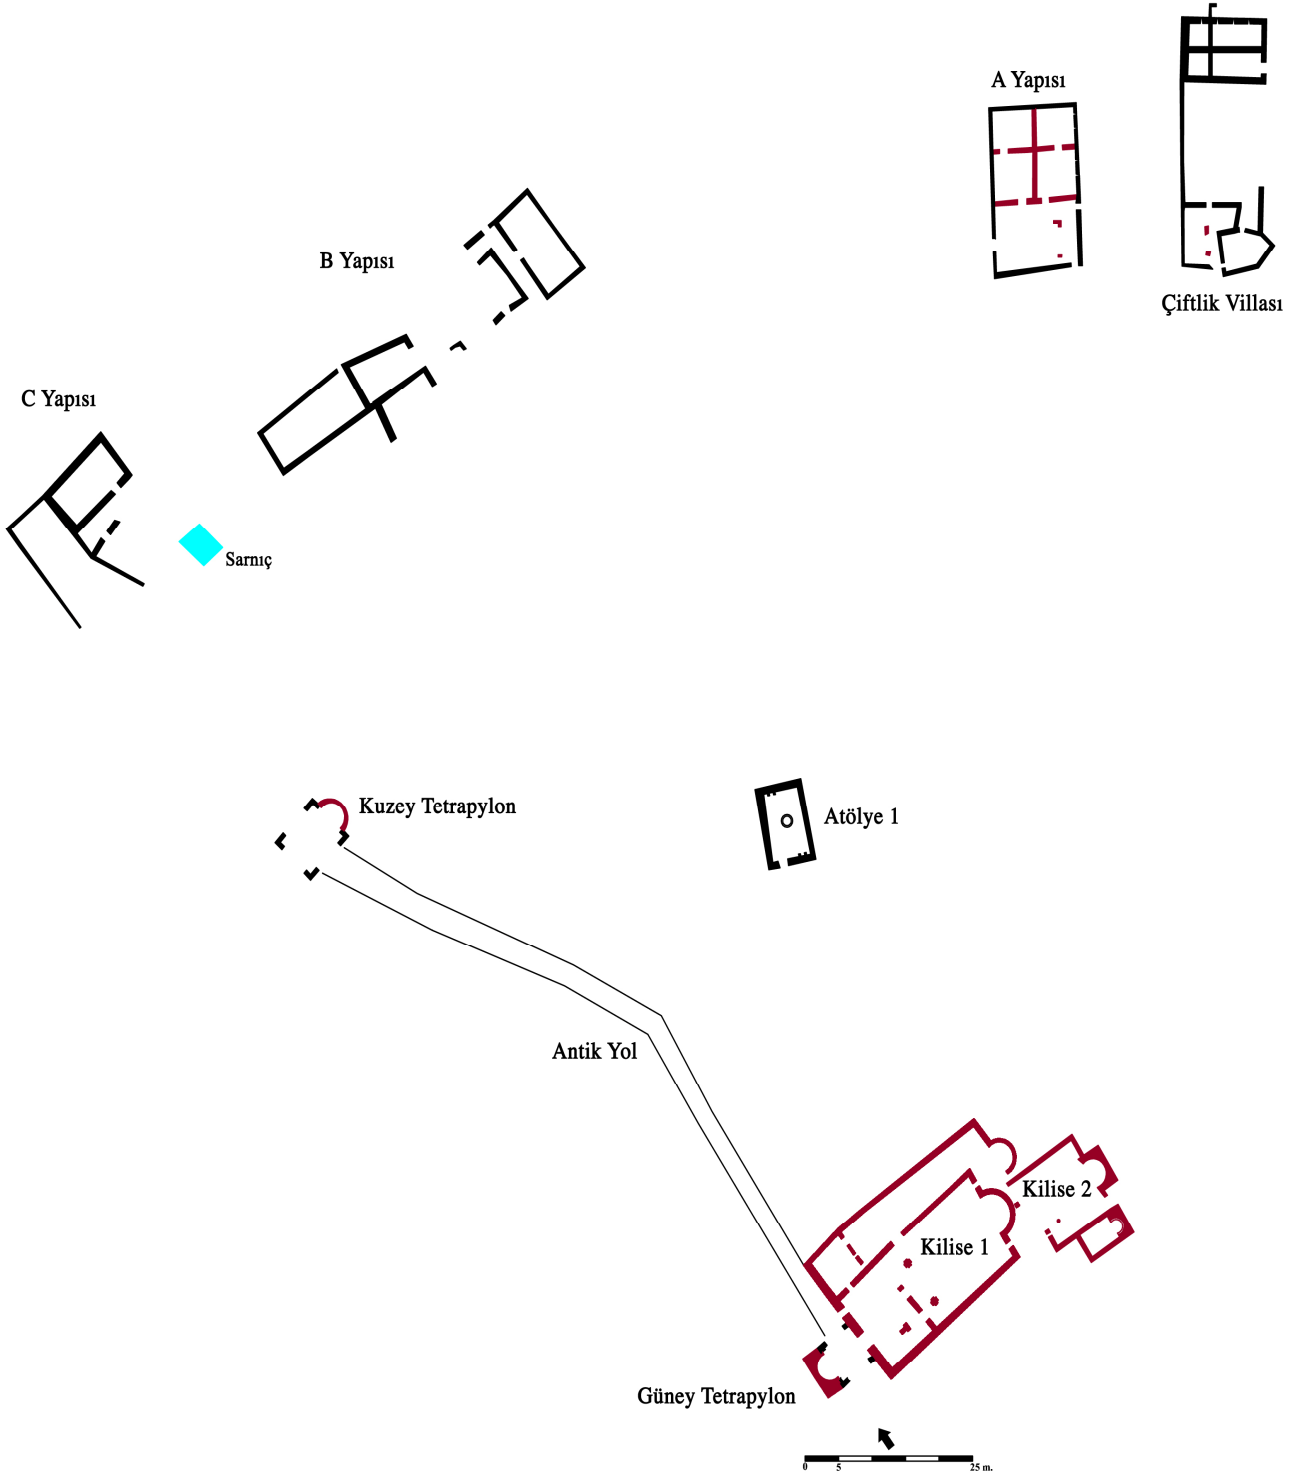 A Yapısı
B Yapısı
Çiftlik Villası
C Yapısı
Sarnıç
Kuzey Tetrapylon
Atölye 1
Antik Yol
Kilise 2
Kilise 1
Güney Tetrapylon
0 5 25 m.